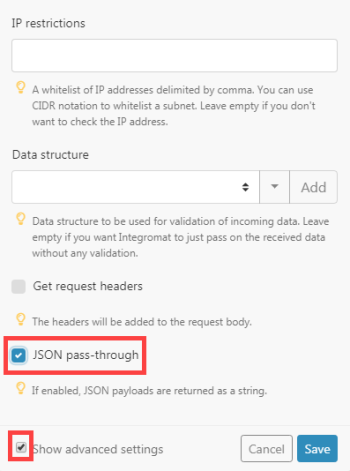 IP restrictions
A whitelist of IP addresses delimited by comma. You can use
CIDR notation to whitelist a subnet. Leave empty if you don't
want to check the IP address.
Data structure
Add
Data structure to be used for validation of incoming data. Leave
empty if you want Integromat to just pass on the received data
without any validation.
Get request headers
The headers will be added to the request body.
JSON pass-through
If enabled, JSON payloads are returned as a string.
Show advanced settings
Cancel
Save